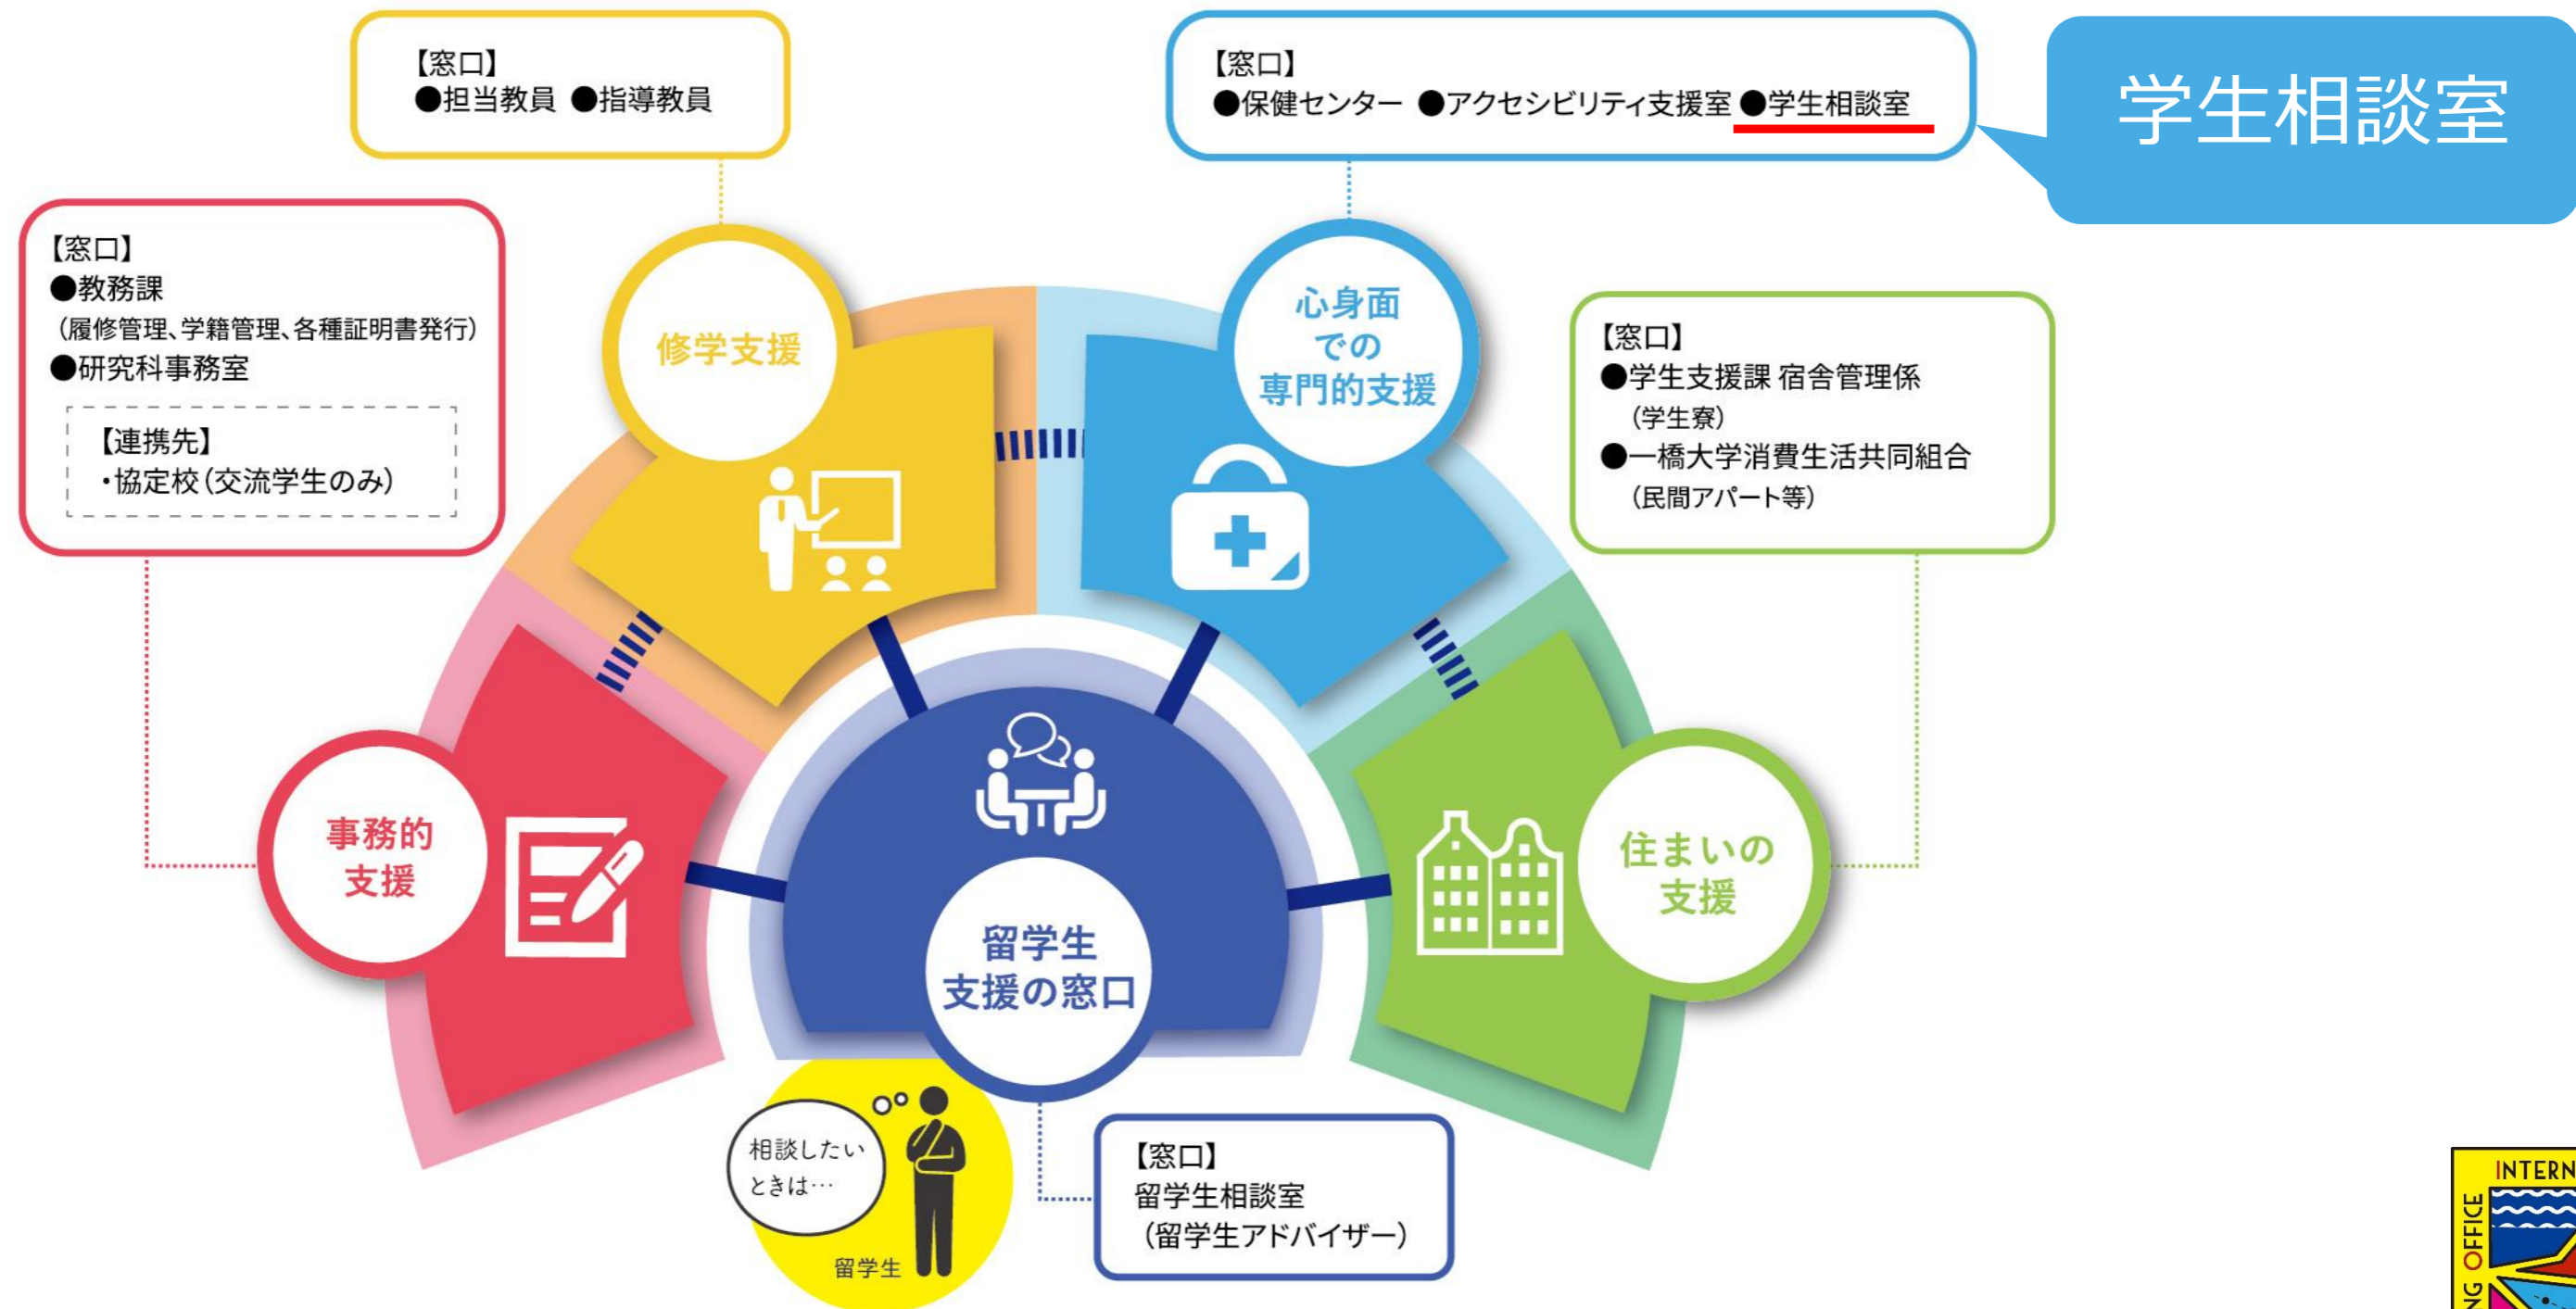 【窓口】
●担当教員 ●指導教員
【窓口】
●保健センター ●アクセシビリティ支援室 ●学生相談室
学生相談室
【窓口】
●教務課
（履修管理、学籍管理、各種証明書発行）
●研究科事務室
【連携先】
・協定校（交流学生のみ）
修学支援
心身面
での
専門的支援
【窓口】
●学生支援課 宿舎管理係
（学生寮）
●一橋大学消費生活共同組合
（民間アパート等）
事務的
支援
住まいの
支援
留学生
支援の窓口
相談したい
ときは…
留学生
【窓口】
留学生相談室
（留学生アドバイザー）
OFFICE